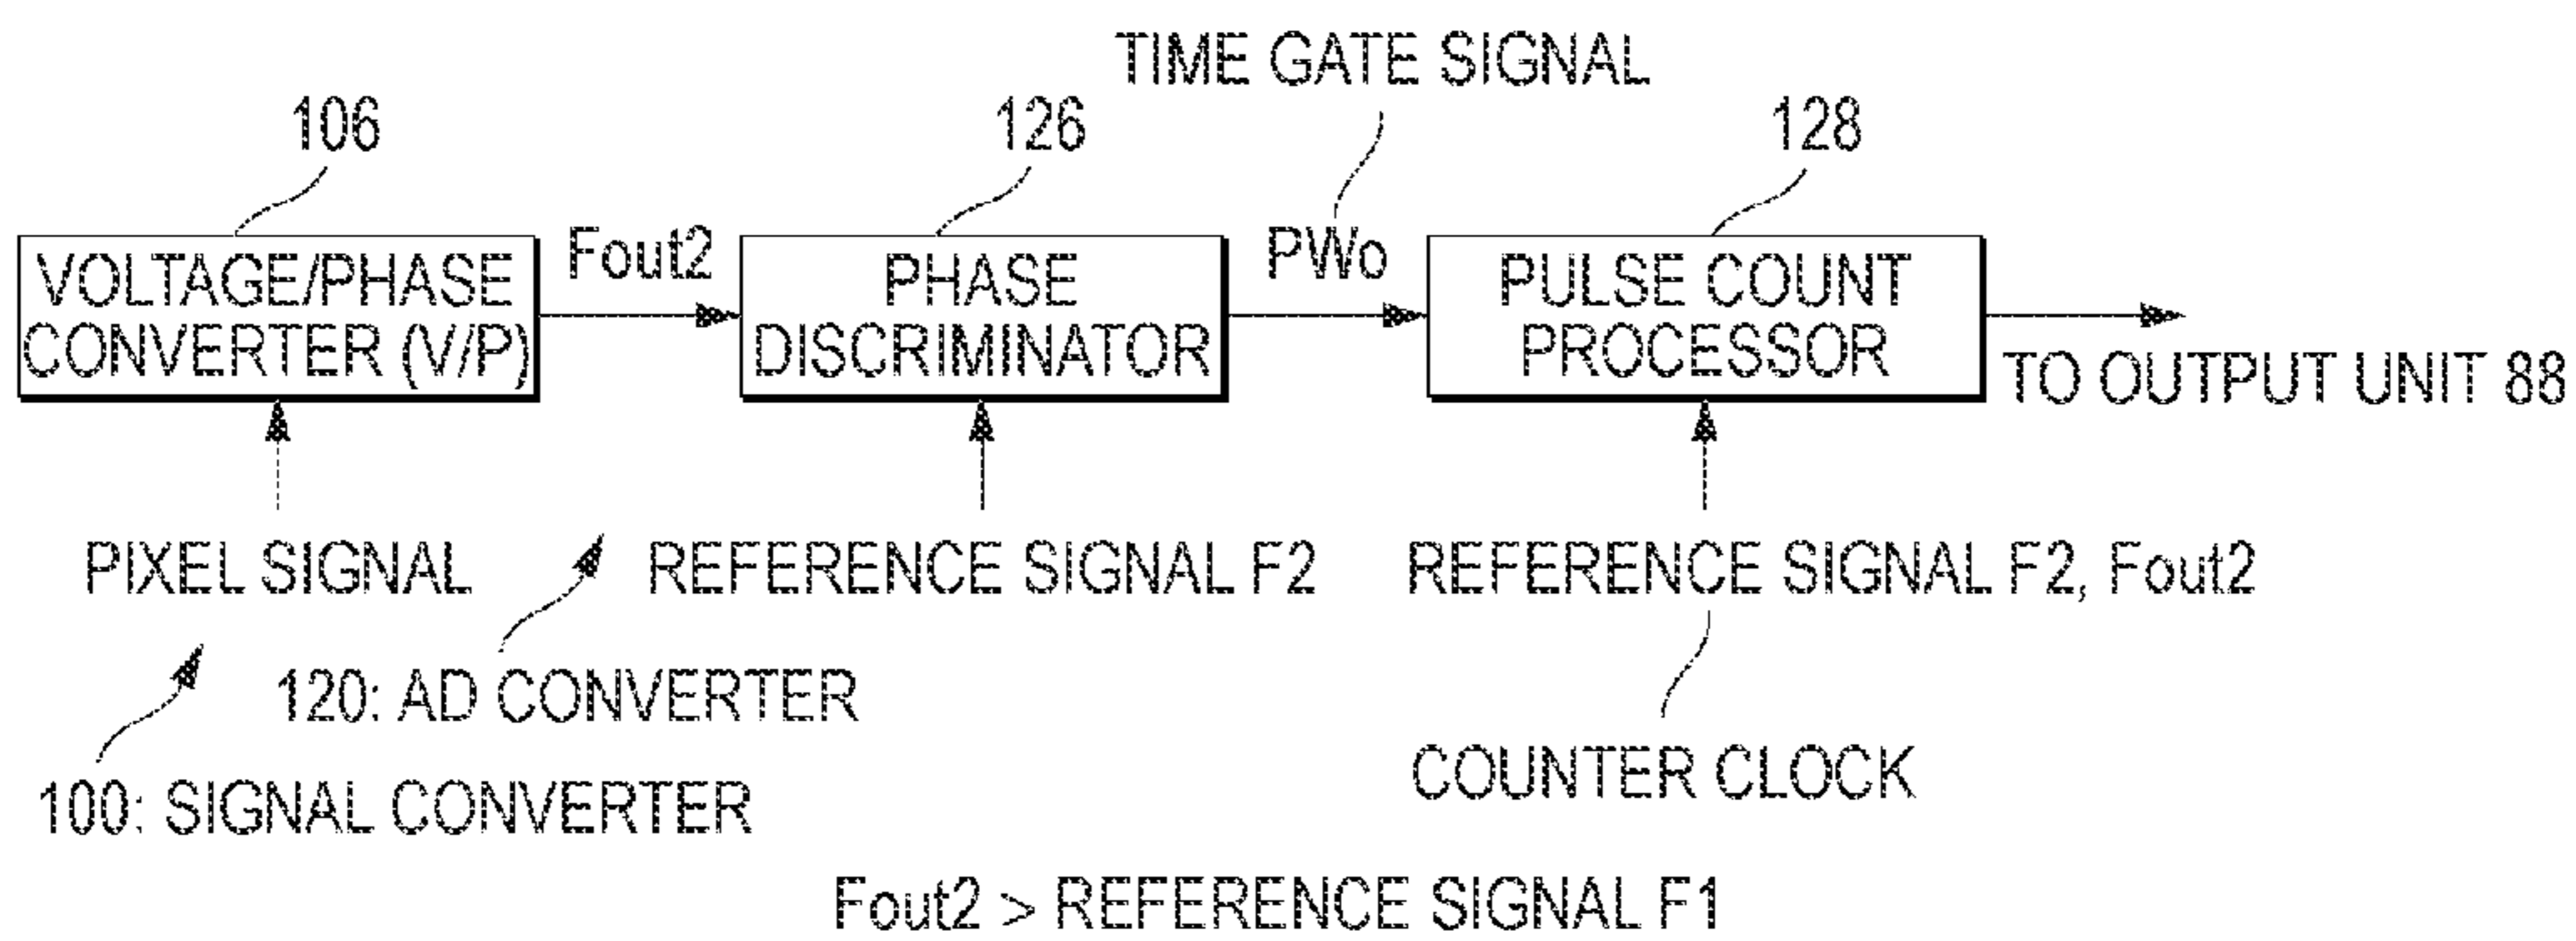 TIME GATE SIGNAL
106
126
128
VOLTAGE/PHASE
CONVERTER (V/P)
Fout2
PHASE
DISCRIMINATOR
PWo
PULSE COUNT
PROCESSOR
TO OUTPUT UNIT 88
PIXEL SIGNAL
REFERENCE SIGNAL F2
REFERENCE SIGNAL F2, Fout2
120: AD CONVERTER
100: SIGNAL CONVERTER
COUNTER CLOCK
Fout2 > REFERENCE SIGNAL F1